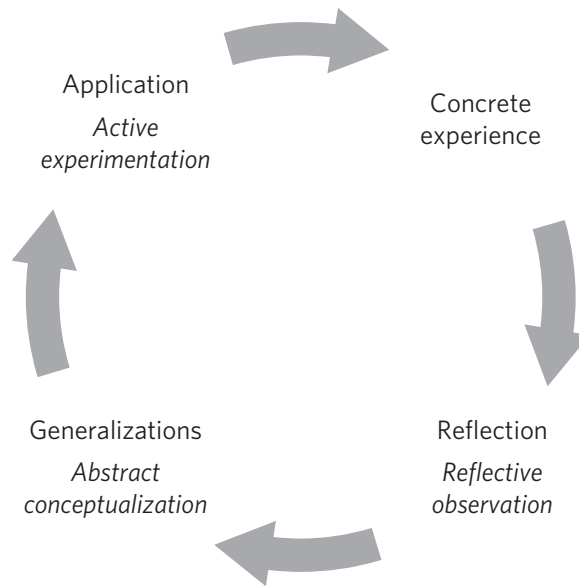 Application
Active
experimentation
Concrete
experience
Generalizations
Abstract
conceptualization
Reflection
Reflective
observation